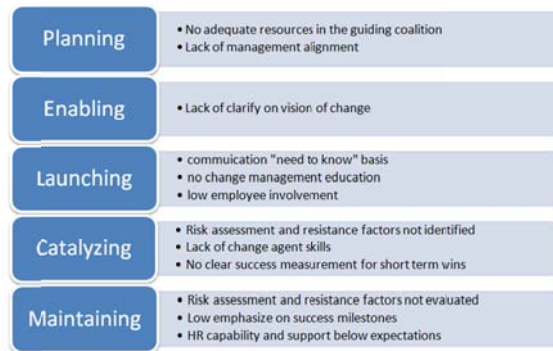 Planning
• No adequate resources in the guiding coalition
• Lack of management alignment
Enabling
• Lack of clarify on vision of change
Launching
• commuication "need to know" basis
• no change management education
• low employee involvement
Catalyzing
• Risk assessment and resistance factors not identified
• Lack of change agent skills
• No clear success measurement for short term wins
Maintaining
• Risk assessment and resistance factors not evauated
• Low emphasize on success milestones
• HR capability and support below expectations